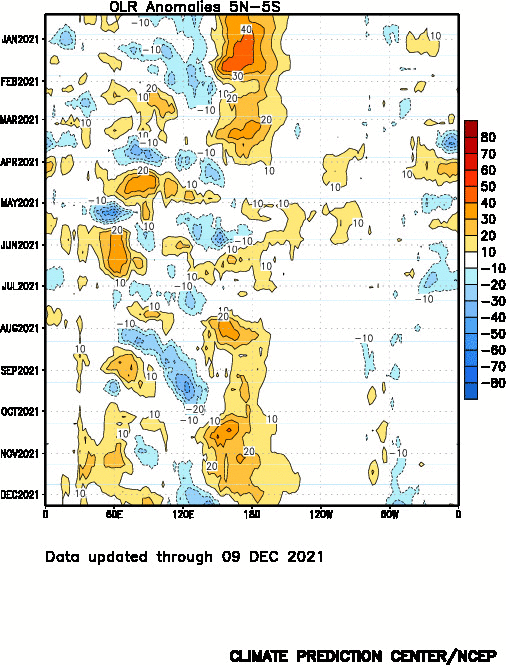 OLR Anomalies 5N-5S
JAN2021
FEB2021
MAR2021
APR2021
MAY2021
JUN2021
JUL2021
AUG2021
SEP2021
OCT2021
NOV2021
DEC2021
0 60E 120E 180 120W 60W 0
80
70
60
50
40
30
20
10
-10
-20
-30
-40
-50
-60
-70
-80
Data updated through 09 DEC 2021
CLIMATE PREDICTION CENTER/NCEP